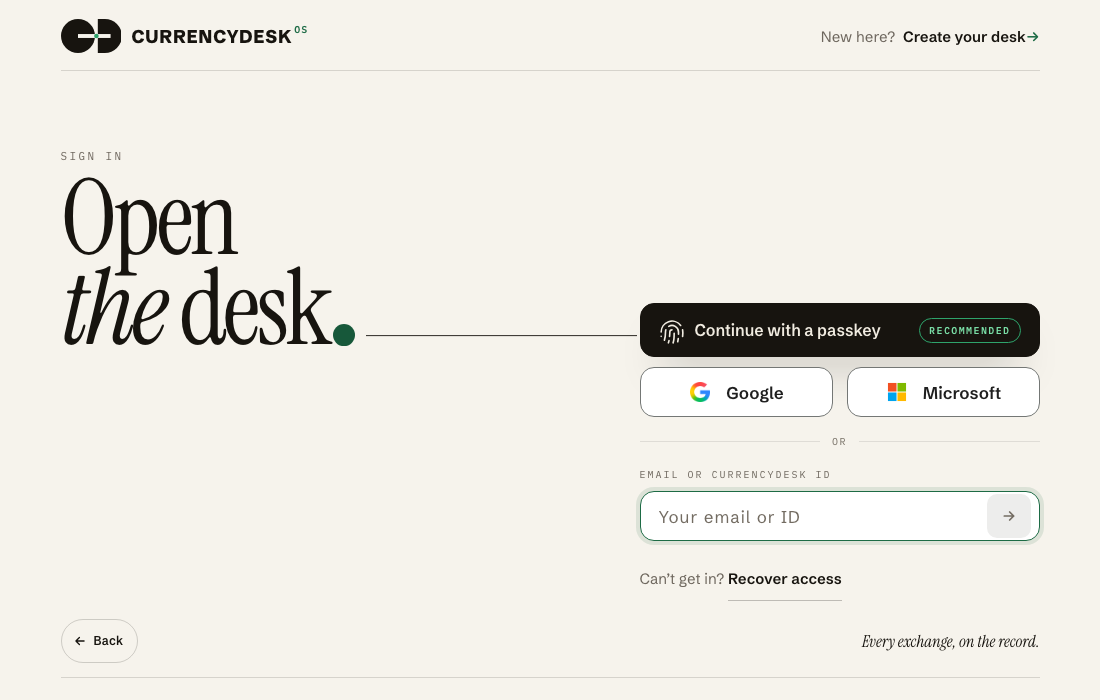 CURRENCYDESK OS
New here? Create your desk→
SIGN IN
Open
the desk.
Continue with a passkey
RECOMMENDED
Google
Microsoft
OR
EMAIL OR CURRENCYDESK ID
Your email or ID
→
Can't get in? Recover access
← Back
Every exchange, on the record.